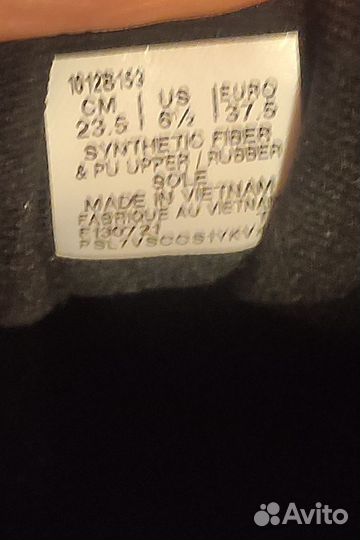 10128153
CM | US | EURO
23.5 | 6½ | 37.5
SYNTHETIC FIBER
& PU UPPER / RUBBER
SOLE
MADE IN VIETNAM
FABRIQUE AU VIETNAM
Avito